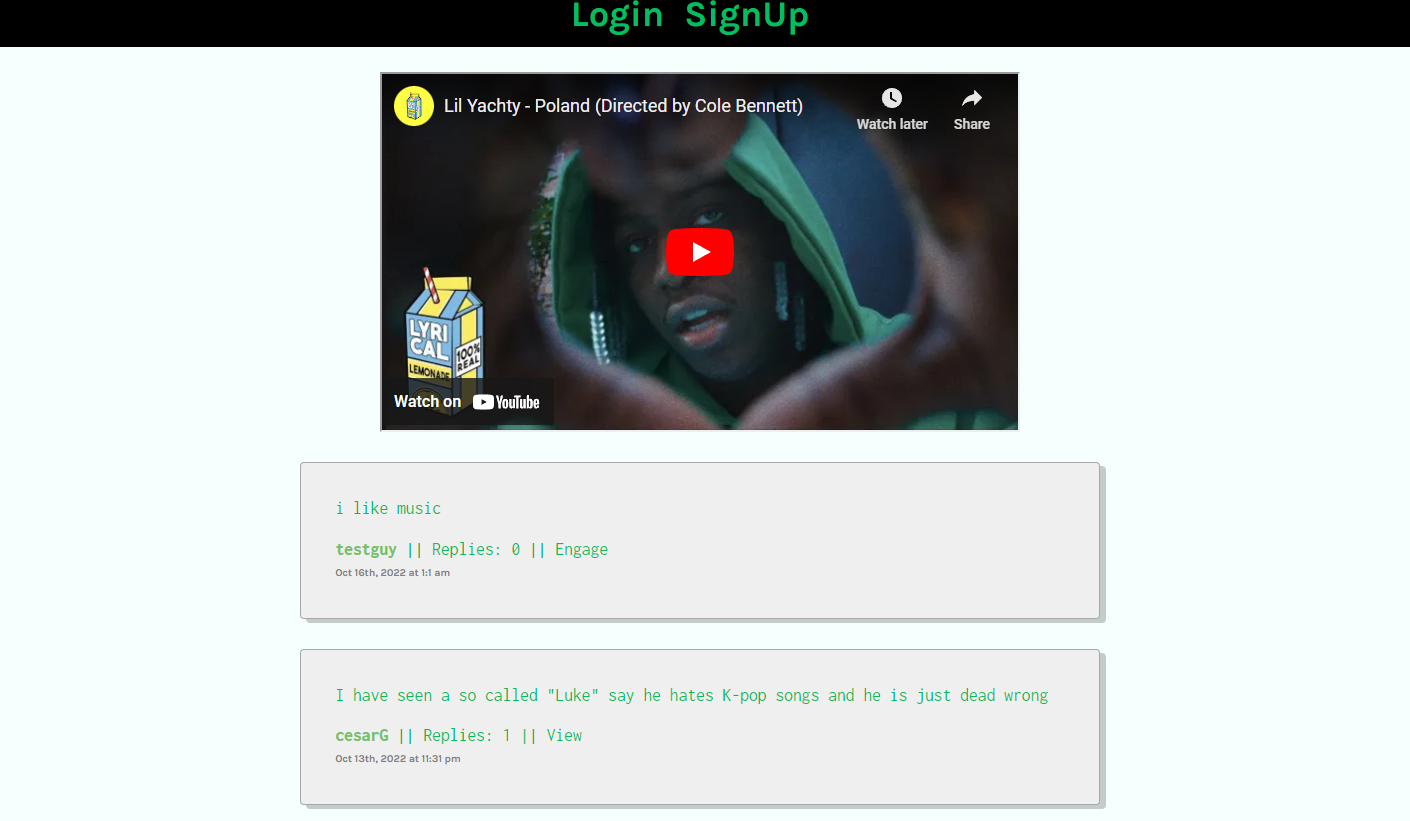 Login SignUp
Lil Yachty - Poland (Directed by Cole Bennett)
Watch later
Share
LYRI
CAL
100%
REAL
LEMONADE
Watch on YouTube
i like music
testguy || Replies: 0 || Engage
Oct 16th, 2022 at 1:1 am
I have seen a so called "Luke" say he hates K-pop songs and he is just dead wrong
cesarG || Replies: 1 || View
Oct 13th, 2022 at 11:31 pm